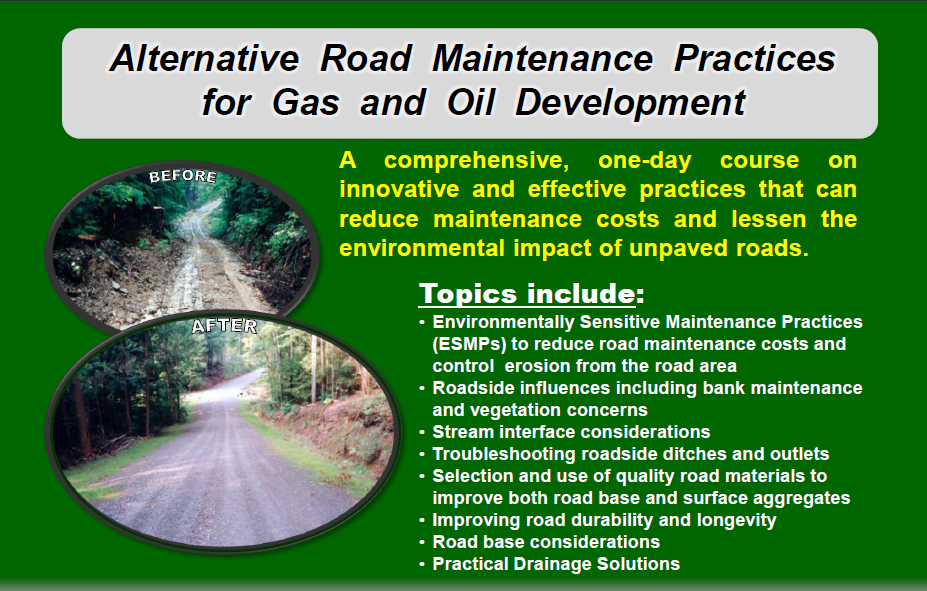 Alternative Road Maintenance Practices
for Gas and Oil Development
BEFORE
AFTER
A comprehensive, one-day course on
innovative and effective practices that can
reduce maintenance costs and lessen the
environmental impact of unpaved roads.
Topics include:
• Environmentally Sensitive Maintenance Practices
(ESMPs) to reduce road maintenance costs and
control erosion from the road area
• Roadside influences including bank maintenance
and vegetation concerns
• Stream interface considerations
• Troubleshooting roadside ditches and outlets
• Selection and use of quality road materials to
improve both road base and surface aggregates
• Improving road durability and longevity
• Road base considerations
• Practical Drainage Solutions